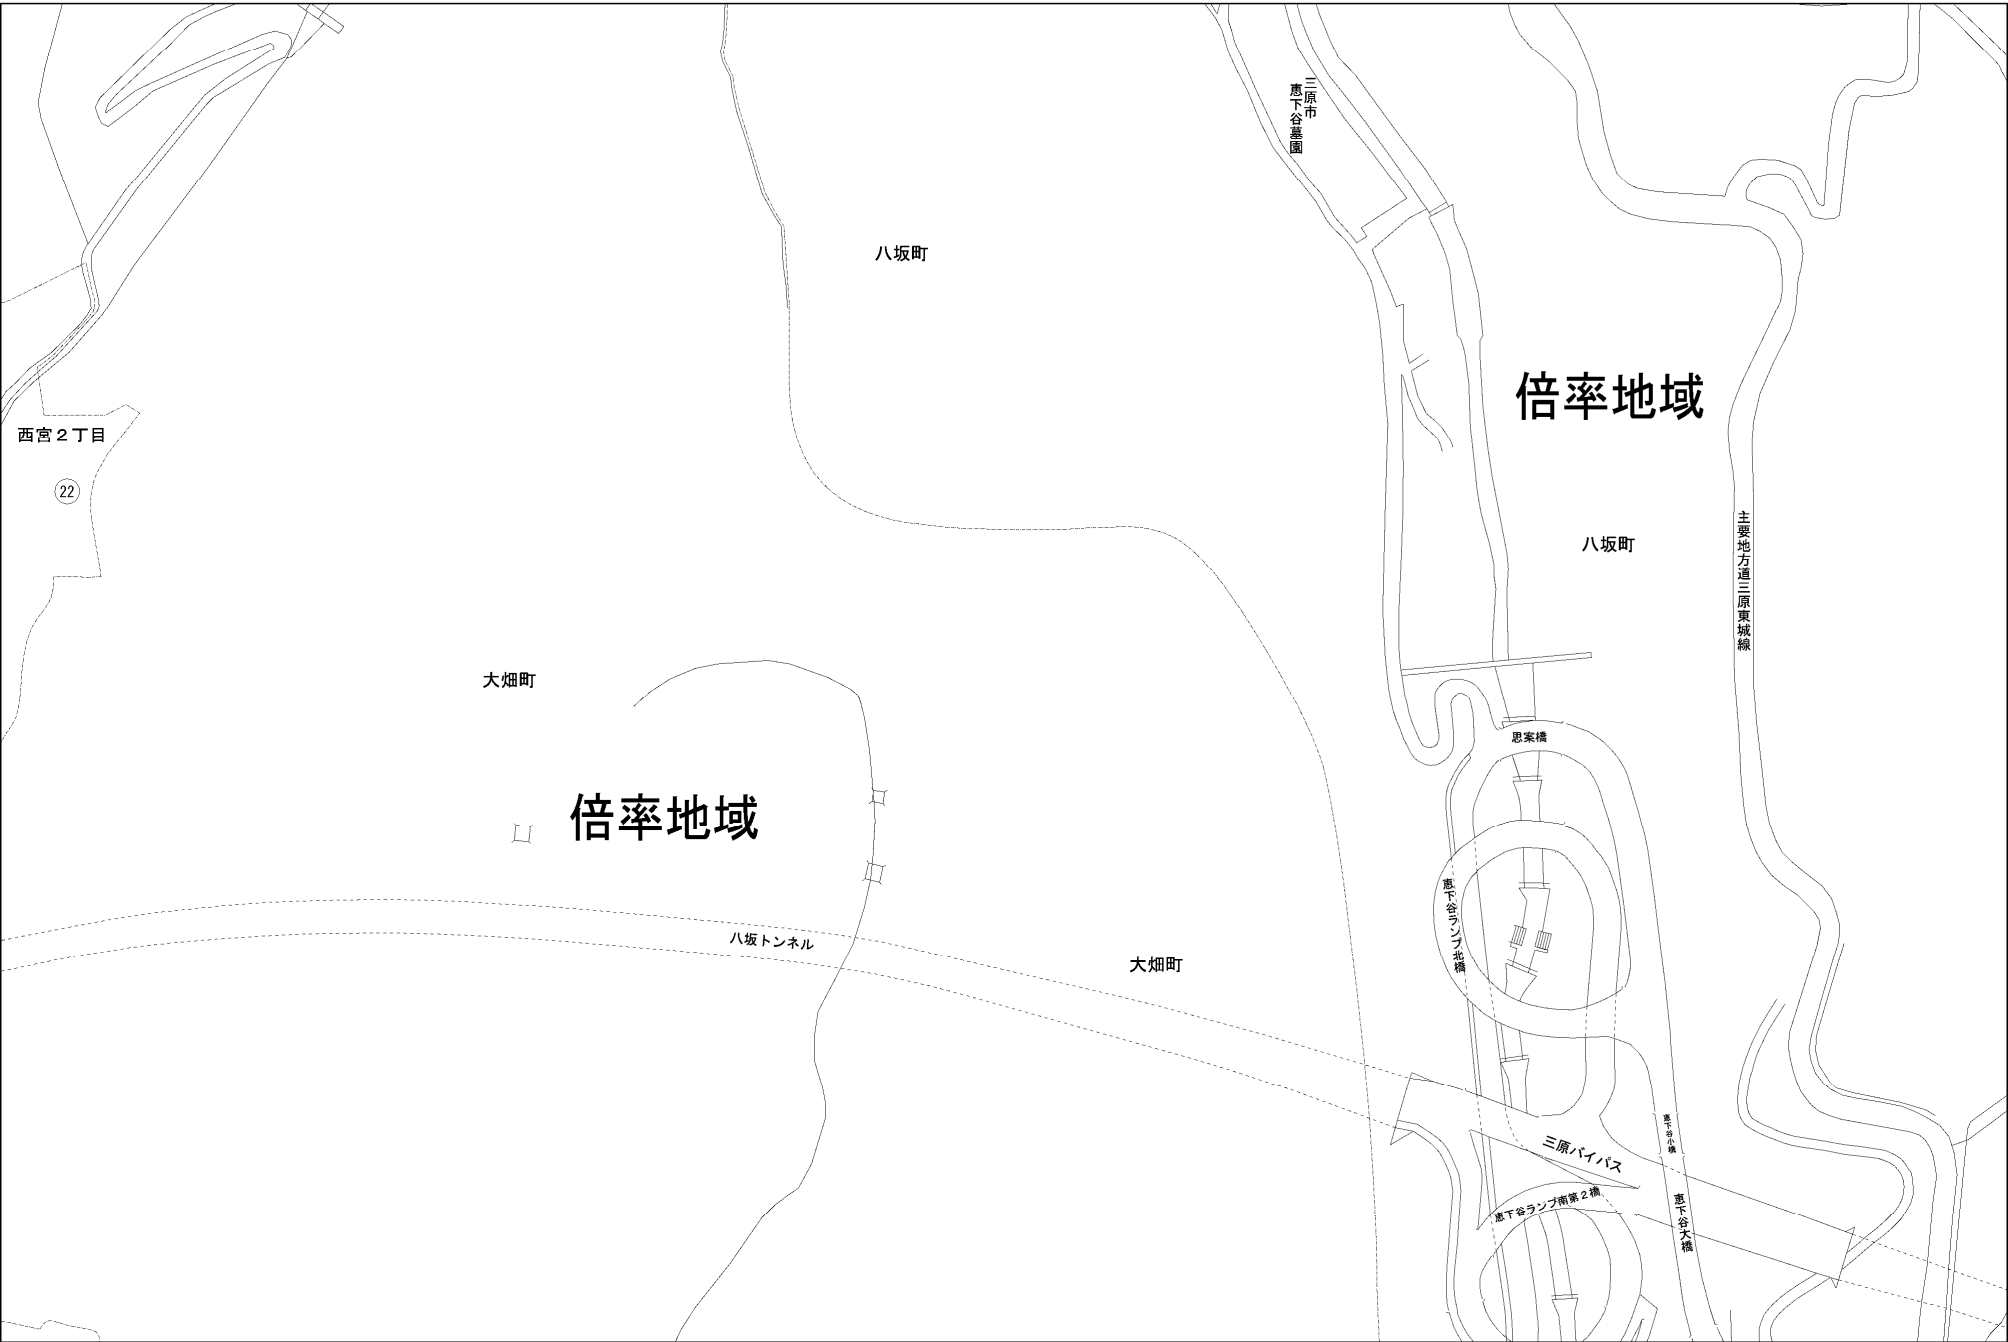 三原市
恵下谷墓園
八坂町
倍率地域
西宮２丁目
22
八坂町
主要地方道三原東城線
大畑町
思案橋
倍率地域
恵下谷ランプ北橋
八坂トンネル
大畑町
恵下谷小橋
三原バイパス
恵下谷ランプ南第２橋
恵下谷大橋